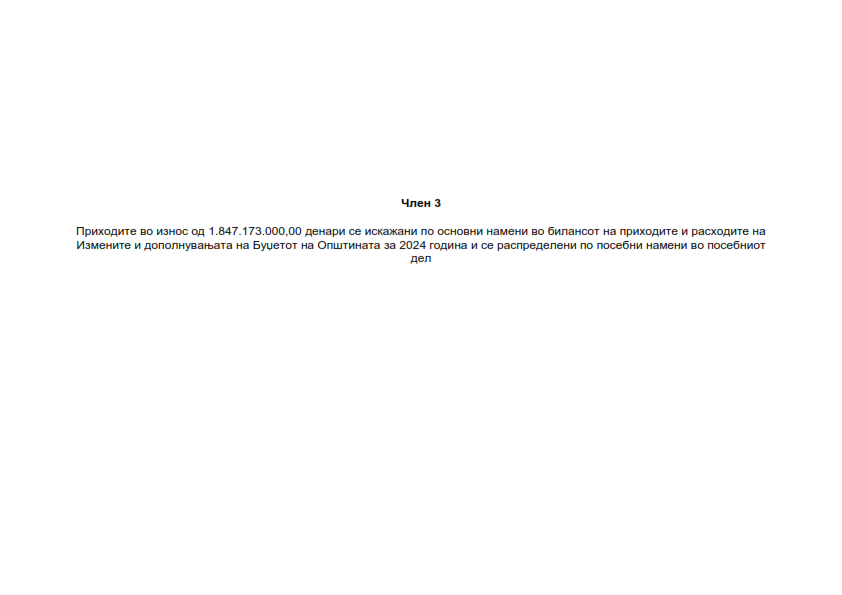 Член 3
Приходите во износ од 1.847.173.000,00 денари се искажани по основни намени во билансот на приходите и расходите на
Измените и дополнувањата на Буџетот на Општината за 2024 година и се распределени по посебни намени во посебниот
дел